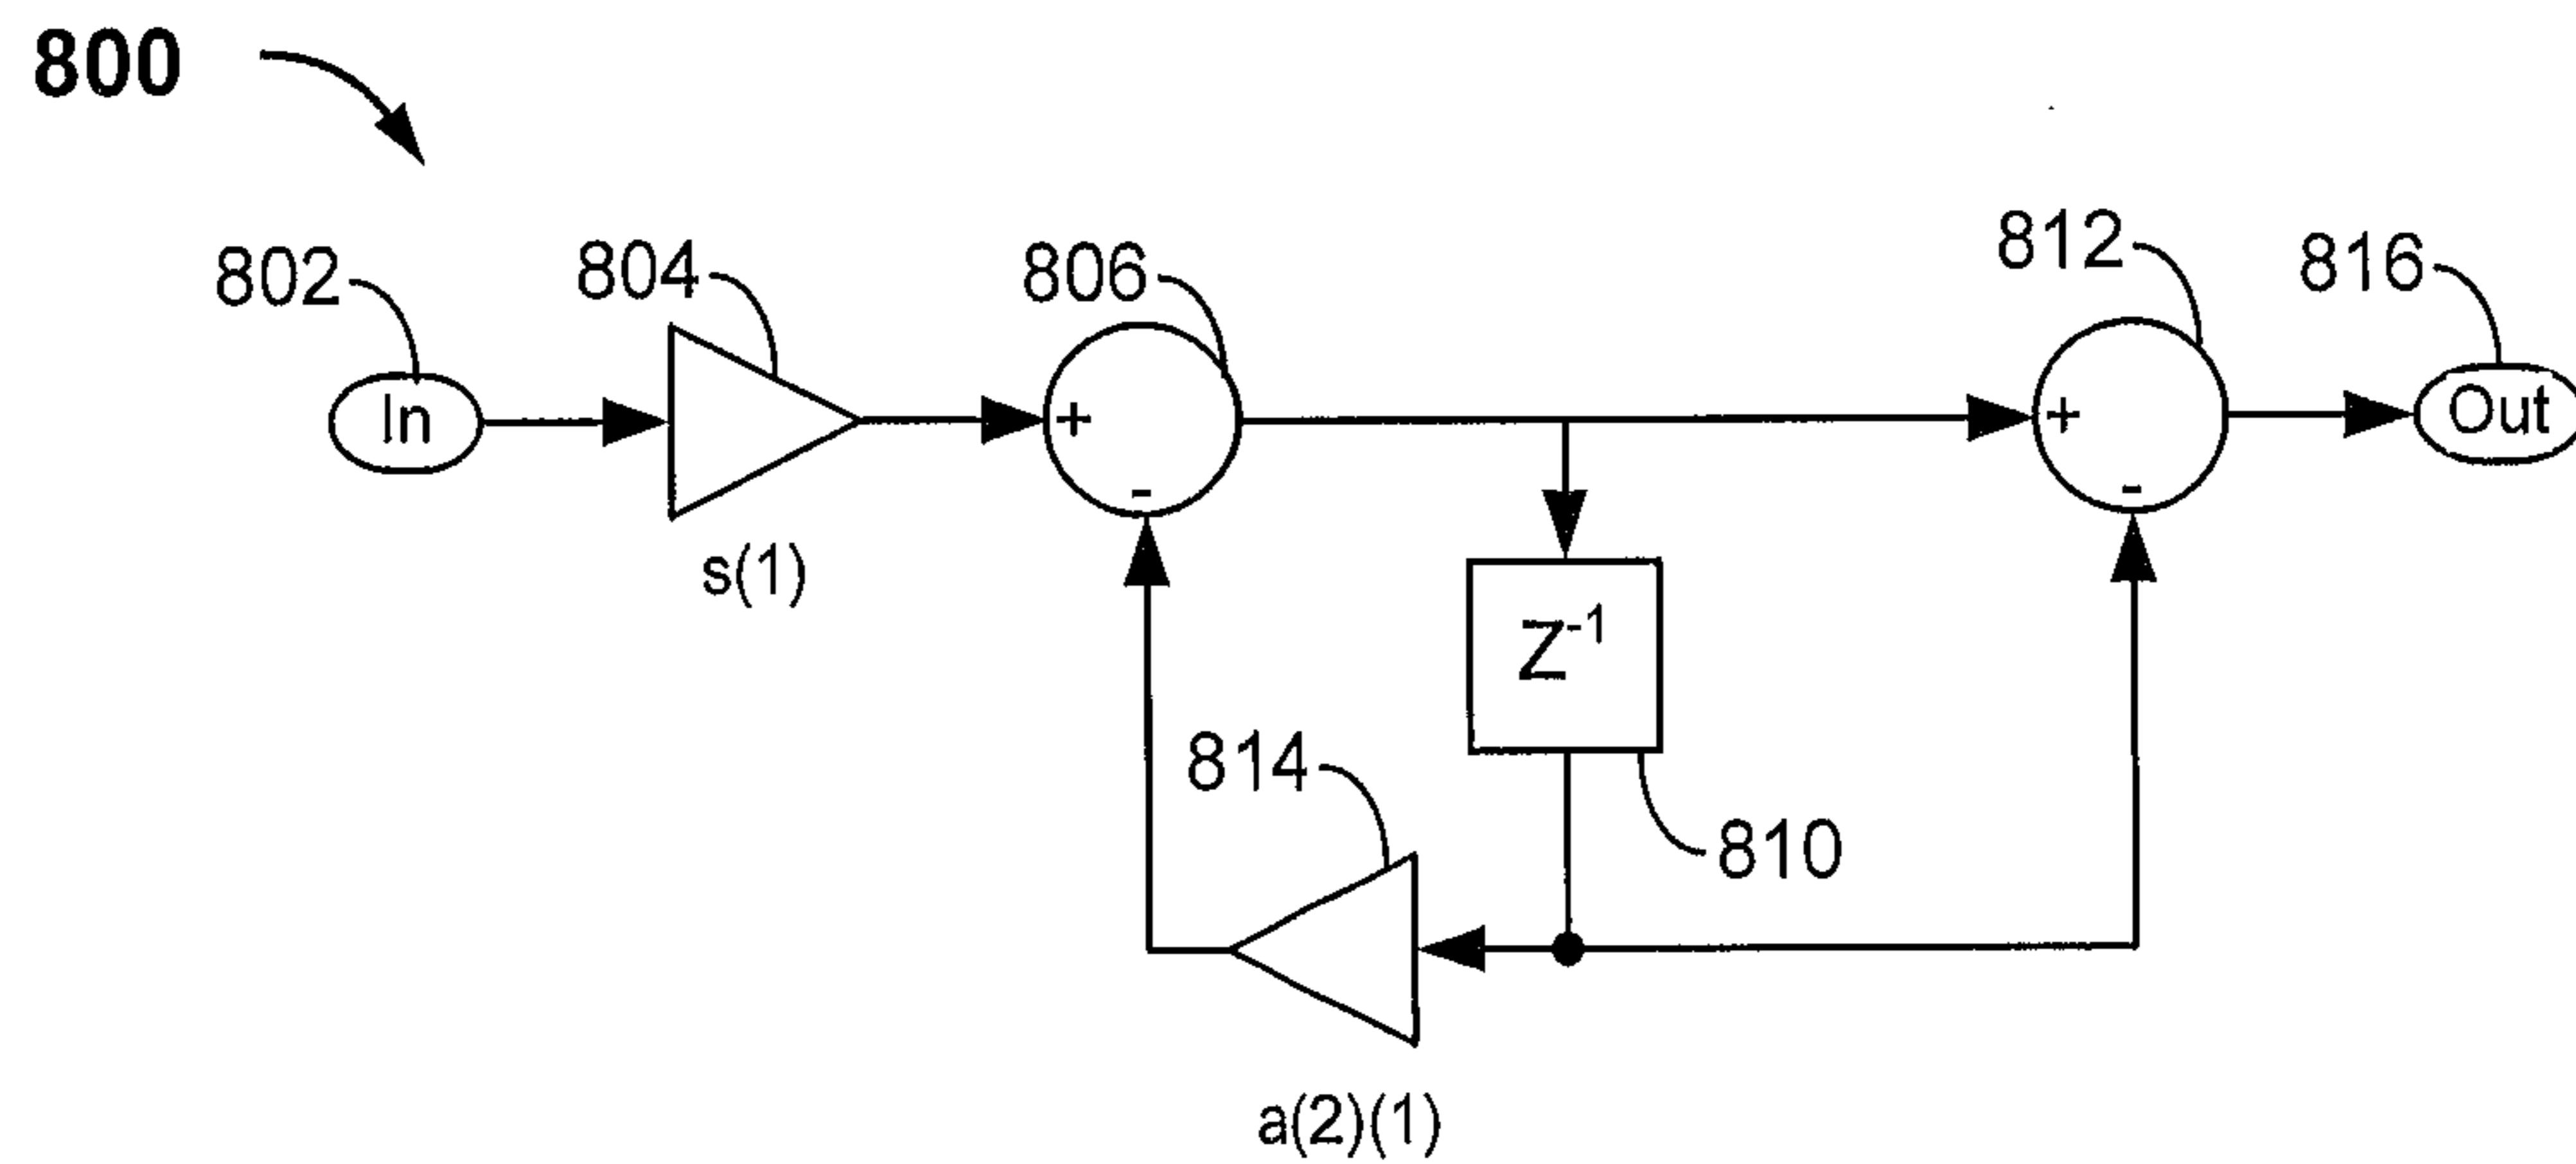 800
802
804
806
812
816
In
+
+
Out
-
-
s(1)
Z-1
814
810
a(2)(1)